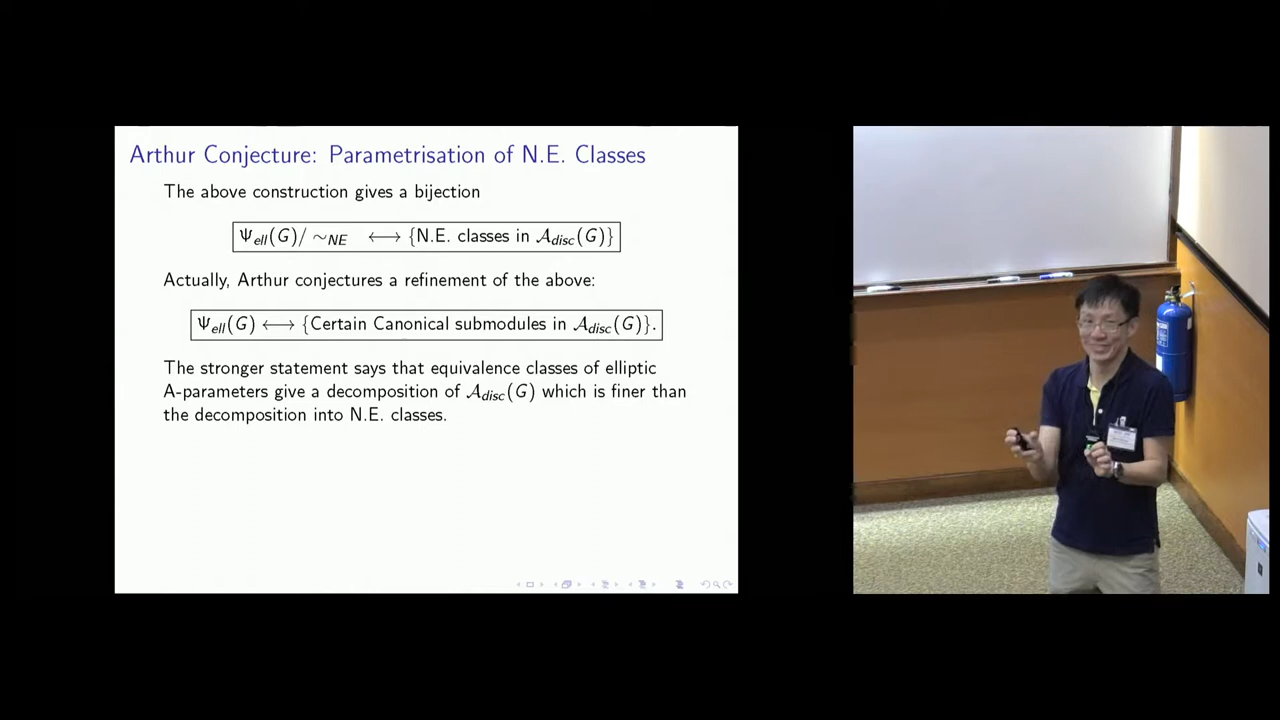 Arthur Conjecture: Parametrisation of N.E. Classes
The above construction gives a bijection
Ψ_ell(G)/ ∼_NE ⟷ {N.E. classes in 𝒜_disc(G)}
Actually, Arthur conjectures a refinement of the above:
Ψ_ell(G) ⟷ {Certain Canonical submodules in 𝒜_disc(G)}.
The stronger statement says that equivalence classes of elliptic
A-parameters give a decomposition of 𝒜_disc(G) which is finer than
the decomposition into N.E. classes.